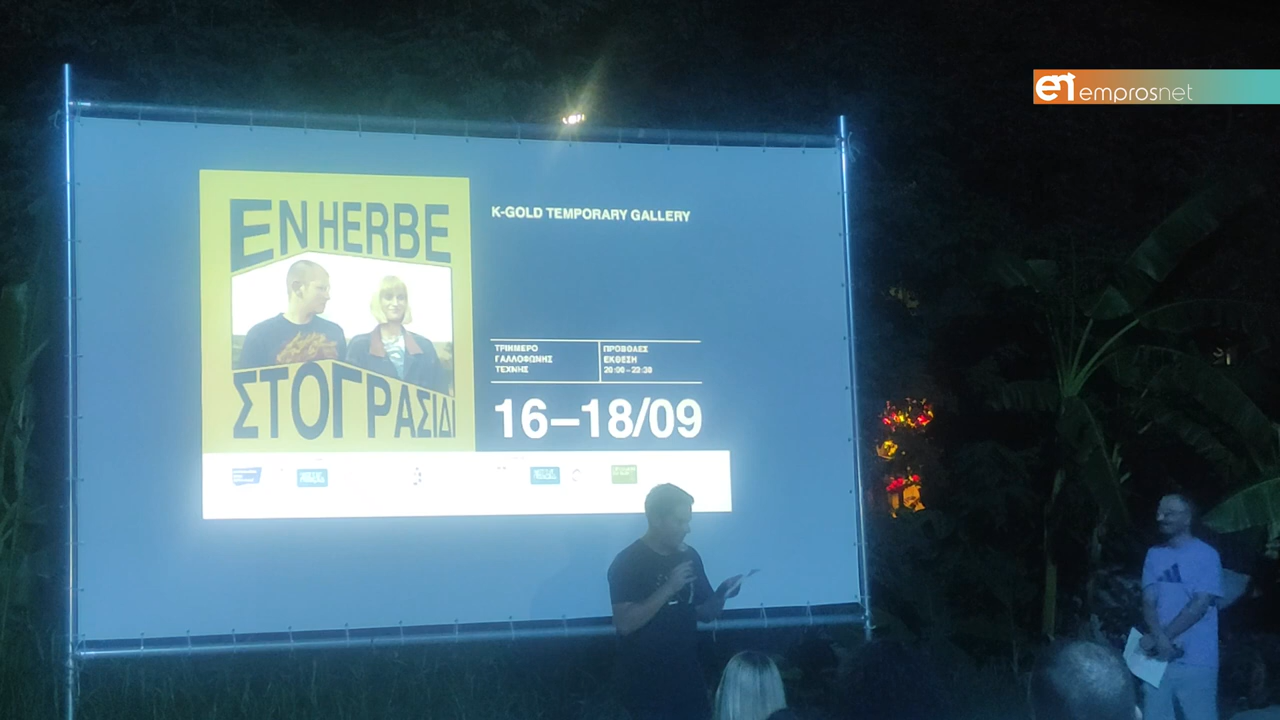 en emprosnet
EN HERBE
ΣΤΟ ΓΡΑΣΙΔΙ
K-GOLD TEMPORARY GALLERY
ΤΡΙΗΜΕΡΟ
ΓΑΛΛΟΦΩΝΗΣ
ΤΕΧΝΗΣ
ΠΡΟΒΟΛΕΣ
ΕΚΘΕΣΗ
20:00 - 22:30
16–18/09